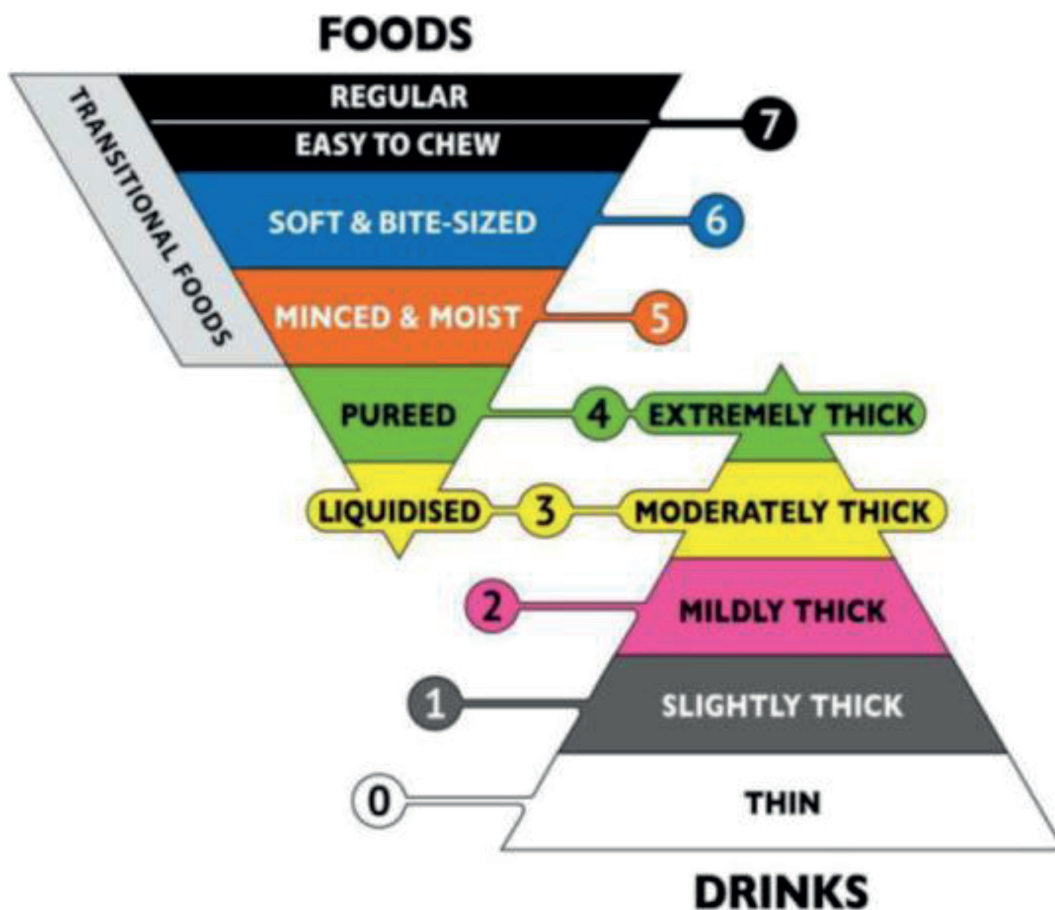 FOODS
REGULAR
EASY TO CHEW
7
TRANSITIONAL FOODS
SOFT & BITE-SIZED
6
MINCED & MOIST
5
PUREED
4
EXTREMELY THICK
LIQUIDISED
3
MODERATELY THICK
2
MILDLY THICK
1
SLIGHTLY THICK
0
THIN
DRINKS